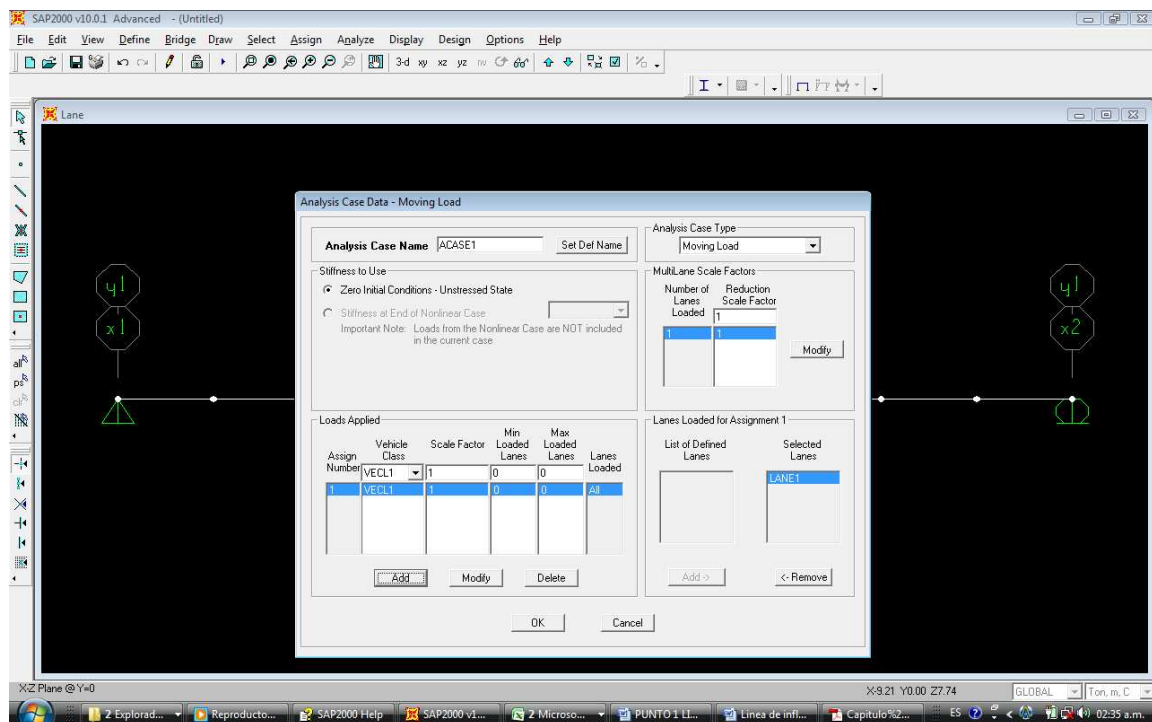 SAP2000 v10.0.1 Advanced - (Untitled)
File Edit View Define Bridge Draw Select Assign Analyze Display Design Options Help
3-d xy xz yz nv
Lane
all
ps
clr
y1
x1
y1
x2
Analysis Case Data - Moving Load
Analysis Case Name ACASE1 Set Def Name
Analysis Case Type
Moving Load
Stiffness to Use
Zero Initial Conditions - Unstressed State
Stiffness at End of Nonlinear Case
Important Note: Loads from the Nonlinear Case are NOT included
in the current case
MultiLane Scale Factors
Number of Lanes Loaded
Reduction Scale Factor
1
1 1
Modify
Loads Applied
Assign Number
Vehicle Class
Scale Factor
Min Loaded Lanes
Max Loaded Lanes
Lanes Loaded
VECL1 1 0 0
1 VECL1 1 0 0 All
Add Modify Delete
Lanes Loaded for Assignment 1
List of Defined Lanes
Selected Lanes
LANE1
Add -> <- Remove
OK Cancel
X-Z Plane @ Y=0
X-9.21 Y0.00 Z7.74
GLOBAL
Ton, m, C
2 Explorad... Reproducto... SAP2000 Help SAP2000 v1... 2 Microso... PUNTO 1 LI... Linea de infl... Capitulo%2... ES 02:35 a.m.